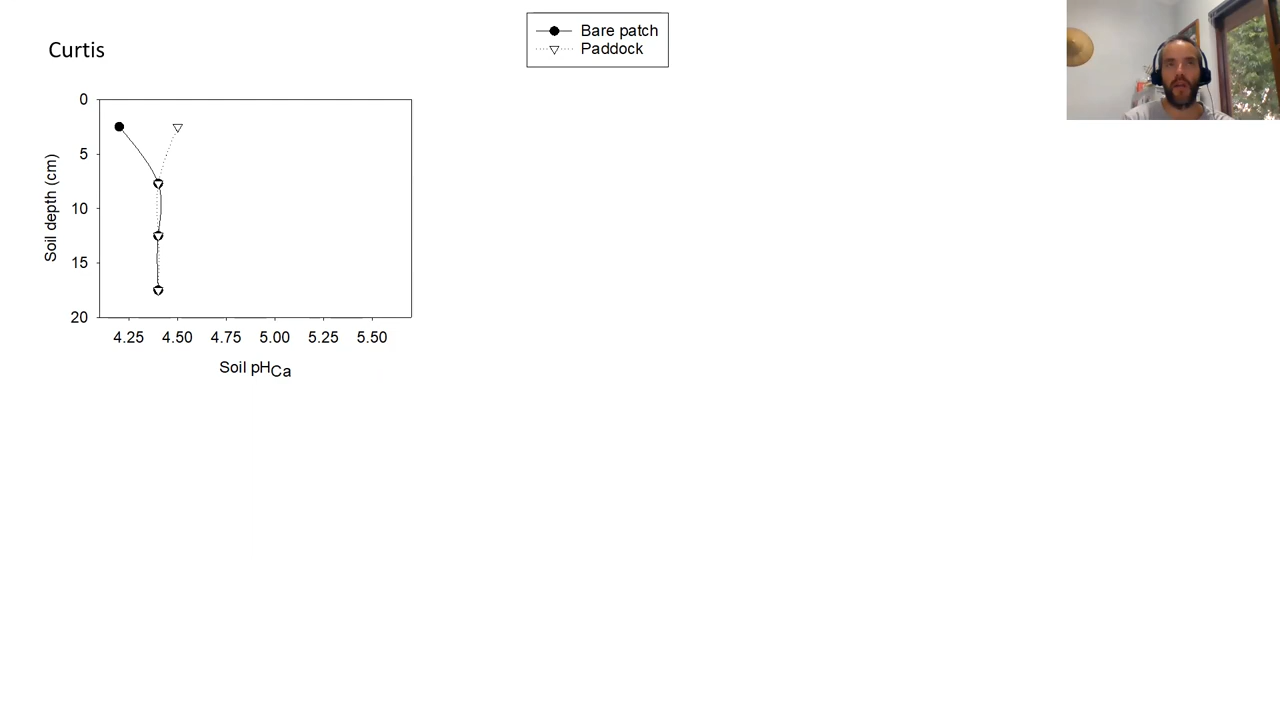 Curtis
Bare patch
Paddock
0
5
10
15
20
Soil depth (cm)
4.25 4.50 4.75 5.00 5.25 5.50
Soil pHCa